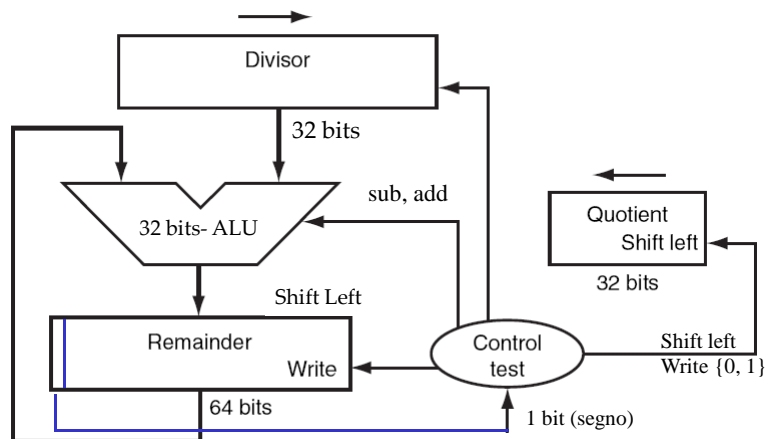 Divisor
32 bits
sub, add
32 bits- ALU
Quotient
Shift left
32 bits
Shift Left
Remainder
Write
Control
test
Shift left
Write {0, 1}
64 bits
1 bit (segno)